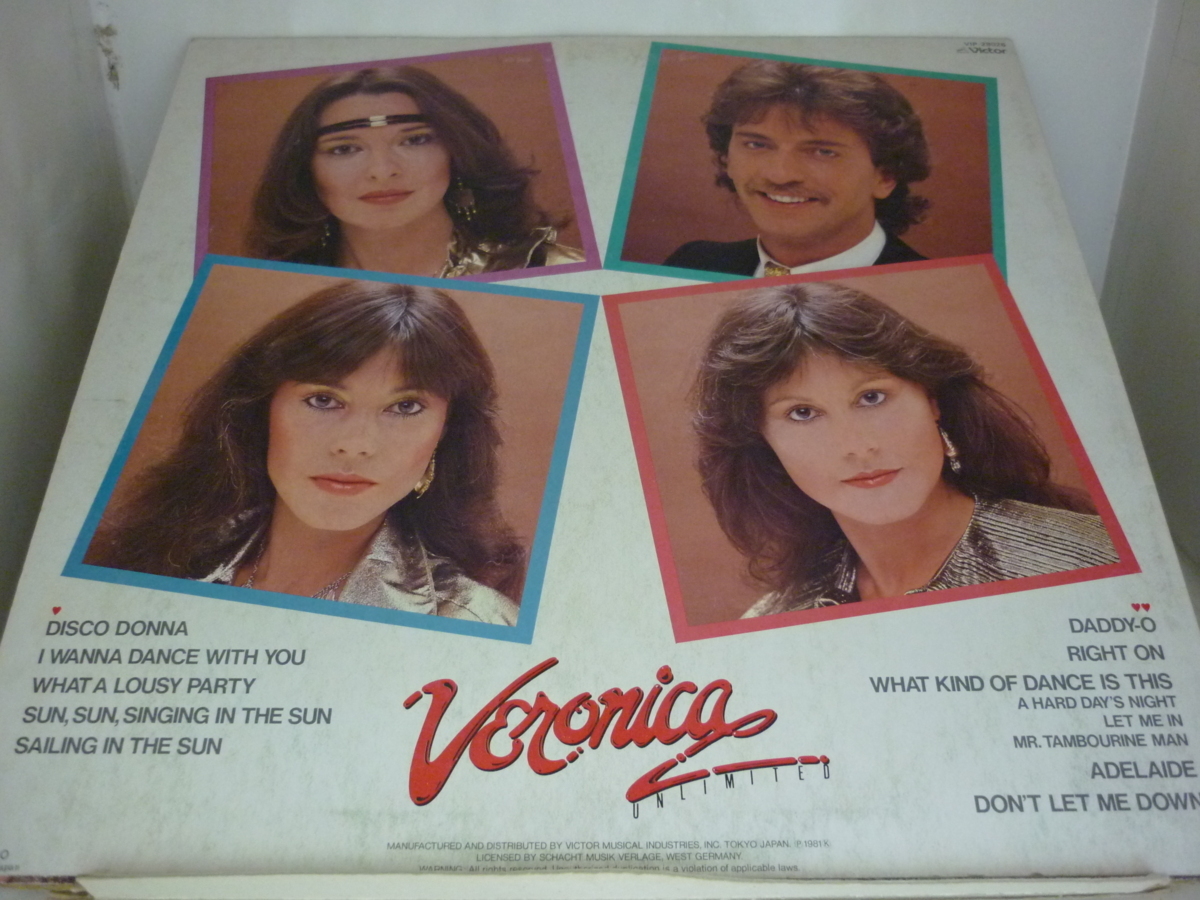 Victor
♥
DISCO DONNA
I WANNA DANCE WITH YOU
WHAT A LOUSY PARTY
SUN, SUN, SINGING IN THE SUN
SAILING IN THE SUN
♥♥
DADDY-O
RIGHT ON
WHAT KIND OF DANCE IS THIS
A HARD DAY'S NIGHT
LET ME IN
MR. TAMBOURINE MAN
ADELAIDE
DON'T LET ME DOWN
Veronica
UNLIMITED
MANUFACTURED AND DISTRIBUTED BY VICTOR MUSICAL INDUSTRIES, INC. TOKYO JAPAN. ℗ 1981 K
LICENSED BY SCHACHT MUSIK VERLAGE, WEST GERMANY
WARNING: All rights reserved. is a violation of applicable laws.